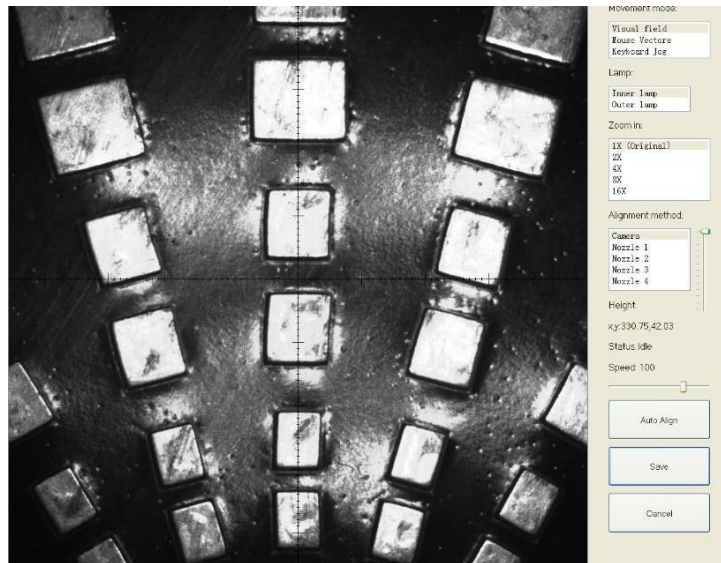 Movement mode:
Visual field
Mouse Vectors
Keyboard Jog
Lamp:
Inner lamp
Outer lamp
Zoom in:
1X (Original)
2X
4X
8X
16X
Alignment method:
Camera
Nozzle 1
Nozzle 2
Nozzle 3
Nozzle 4
Height:
x,y:330.75,42.03
Status:Idle
Speed: 100
Auto Align
Save
Cancel